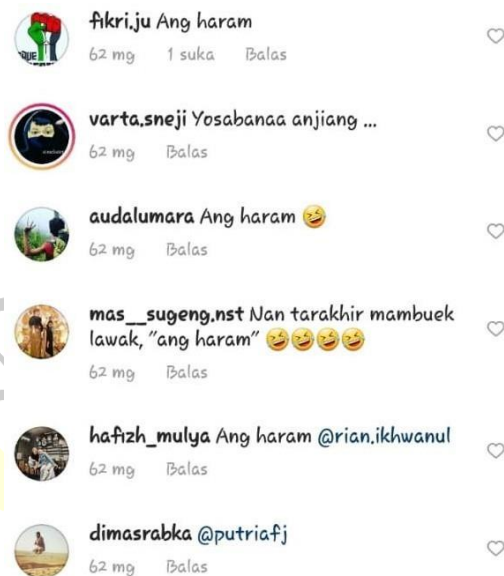 fikri.ju Ang haram
62 mg 1 suka Balas
varta.sneji Yosabanaa anjiang ...
62 mg Balas
audalumara Ang haram 🤣
62 mg Balas
mas__sugeng.nst Nan tarakhir mambuek
lawak, "ang haram" 🤣🤣🤣🤣
62 mg Balas
hafizh_mulya Ang haram @rian.ikhwanul
62 mg Balas
dimasrabka @putriafj
62 mg Balas